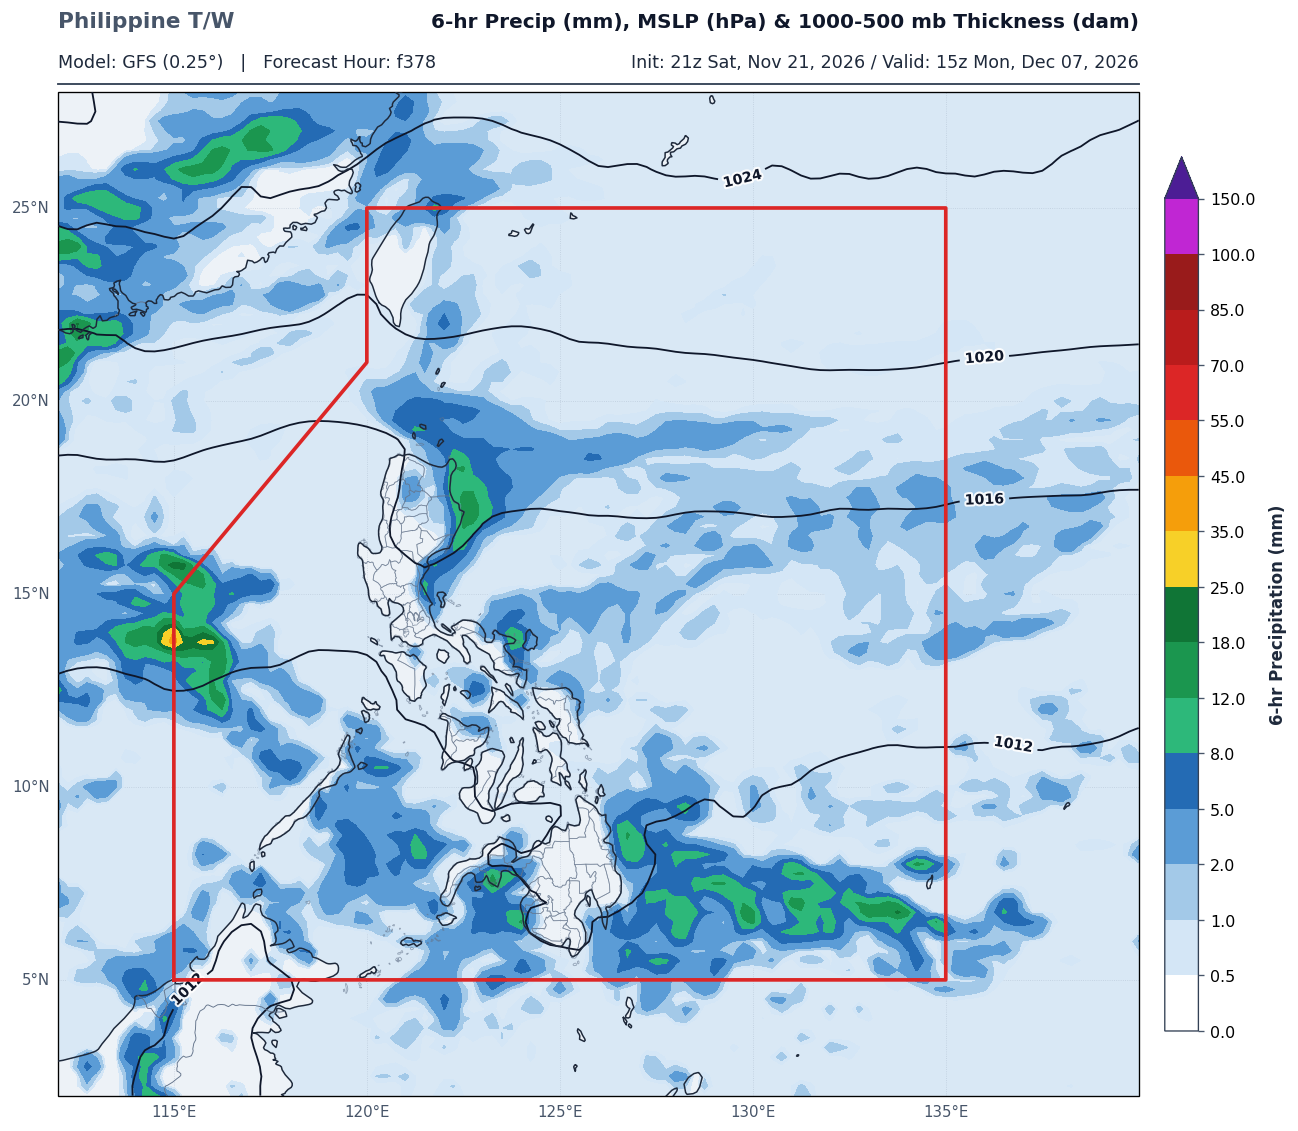 Philippine T/W
6-hr Precip (mm), MSLP (hPa) & 1000-500 mb Thickness (dam)
Model: GFS (0.25°) | Forecast Hour: f378
Init: 21z Sat, Nov 21, 2026 / Valid: 15z Mon, Dec 07, 2026
25°N
20°N
15°N
10°N
5°N
115°E
120°E
125°E
130°E
135°E
1024
1020
1016
1012
1012
150.0
100.0
85.0
70.0
55.0
45.0
35.0
25.0
18.0
12.0
8.0
5.0
2.0
1.0
0.5
0.0
6-hr Precipitation (mm)